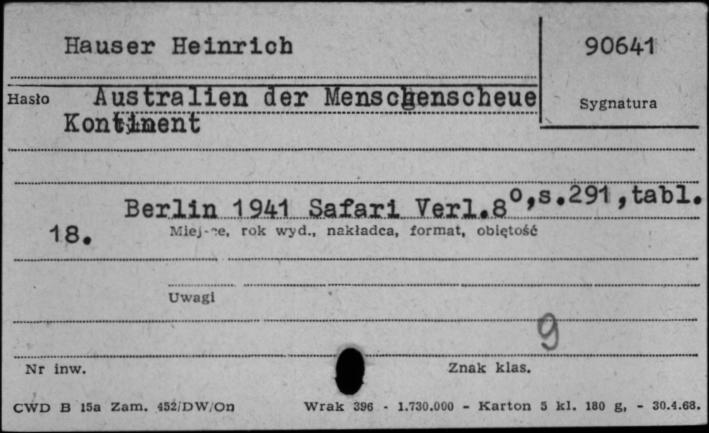 Hauser Heinrich
90641
Hasło Australien der Menschenscheue
Sygnatura
Kontinent
Berlin 1941 Safari Verl.8º,s.291,tabl.
18.
Miejsce, rok wyd., nakładca, format, obiętość
Uwagi
9
Nr inw.
Znak klas.
CWD B 15a Zam. 452/DW/On Wrak 396 - 1.730.000 - Karton 5 kl. 180 g, - 30.4.68.